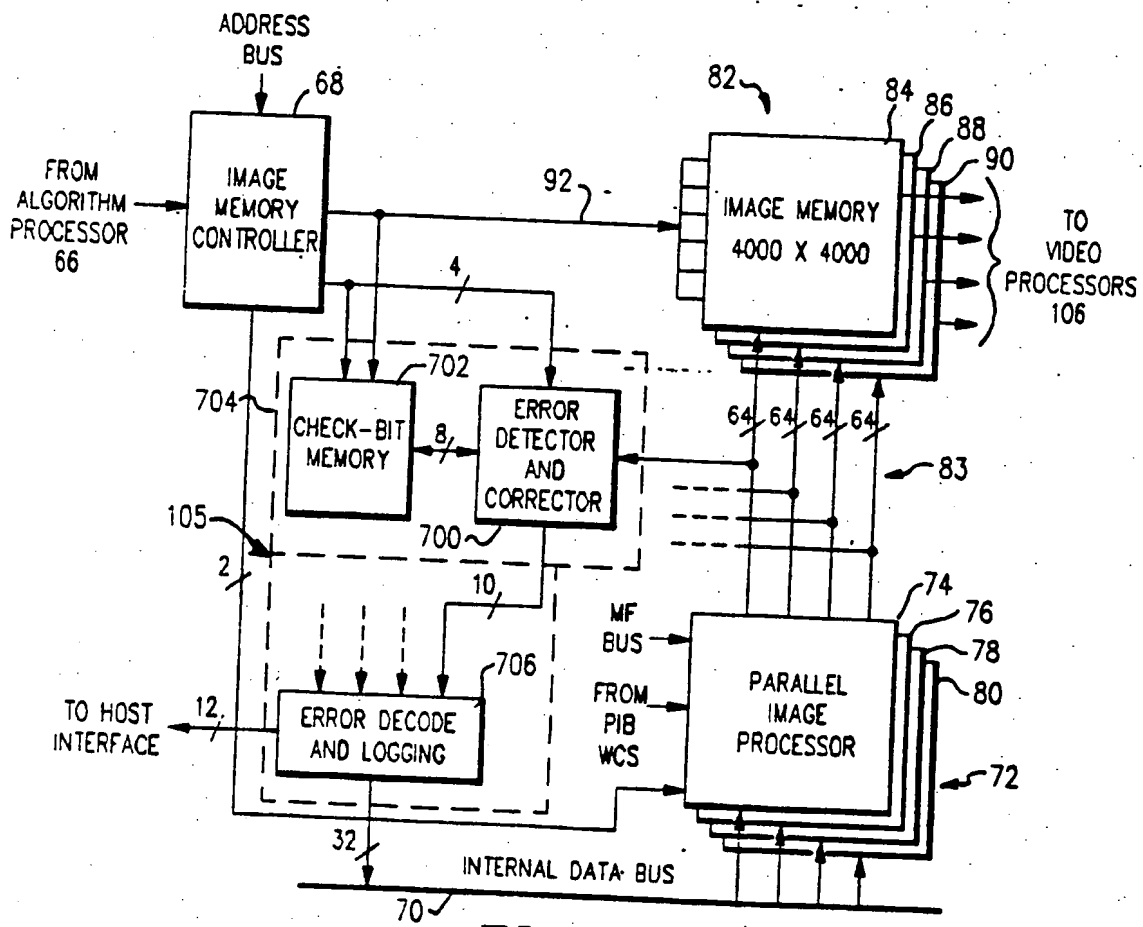 ADDRESS
BUS
68
IMAGE
MEMORY
CONTROLLER
FROM
ALGORITHM
PROCESSOR
66
92
82
84
86
88
90
IMAGE MEMORY
4000 X 4000
TO
VIDEO
PROCESSORS
106
4
702
704
CHECK-BIT
MEMORY
8
ERROR
DETECTOR
AND
CORRECTOR
700
64
64
64
64
83
105
2
10
706
ERROR DECODE
AND LOGGING
TO HOST
INTERFACE
12
MF
BUS
FROM
PIB
WCS
74
76
78
80
PARALLEL
IMAGE
PROCESSOR
72
32
INTERNAL DATA BUS
70